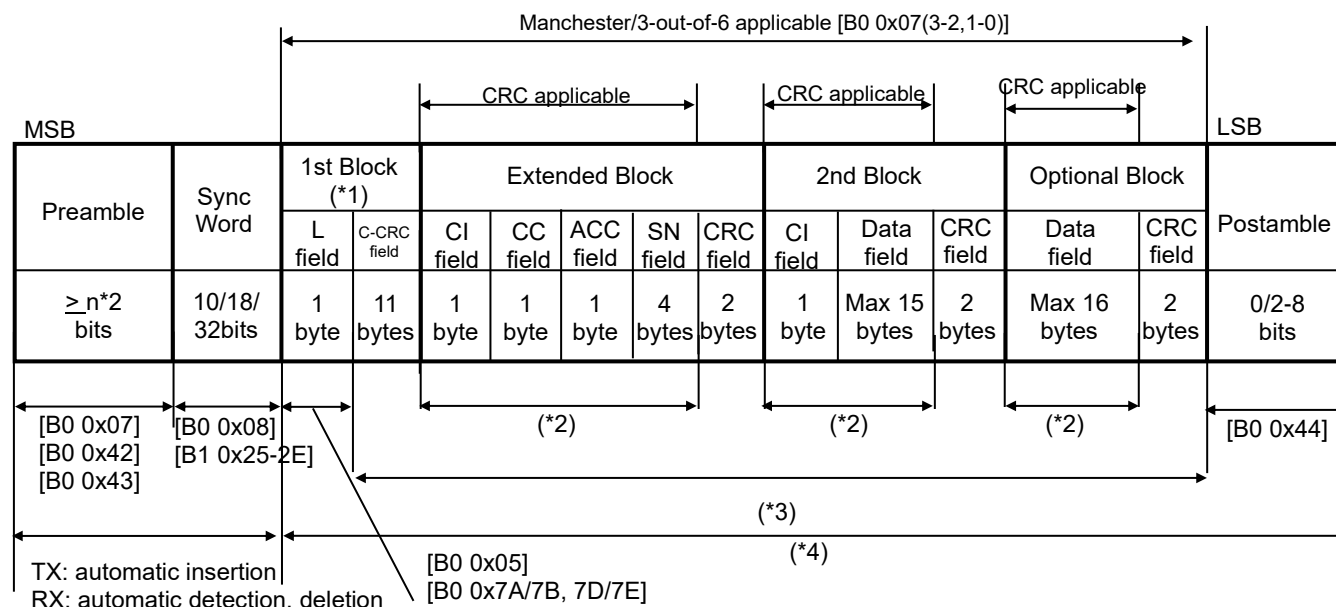 Manchester/3-out-of-6 applicable [B0 0x07(3-2,1-0)]
CRC applicable
CRC applicable
CRC applicable
MSB
LSB
Preamble
Sync
Word
1st Block
(*1)
Extended Block
2nd Block
Optional Block
Postamble
L
field
C-CRC
field
CI
field
CC
field
ACC
field
SN
field
CRC
field
CI
field
Data
field
CRC
field
Data
field
CRC
field
> n*2
bits
10/18/
32bits
1
byte
11
bytes
1
byte
1
byte
1
byte
4
bytes
2
bytes
1
byte
Max 15
bytes
2
bytes
Max 16
bytes
2
bytes
0/2-8
bits
[B0 0x07]
[B0 0x42]
[B0 0x43]
[B0 0x08]
[B1 0x25-2E]
(*2)
(*2)
(*2)
[B0 0x44]
(*3)
(*4)
TX: automatic insertion
RX: automatic detection, deletion
[B0 0x05]
[B0 0x7A/7B, 7D/7E]